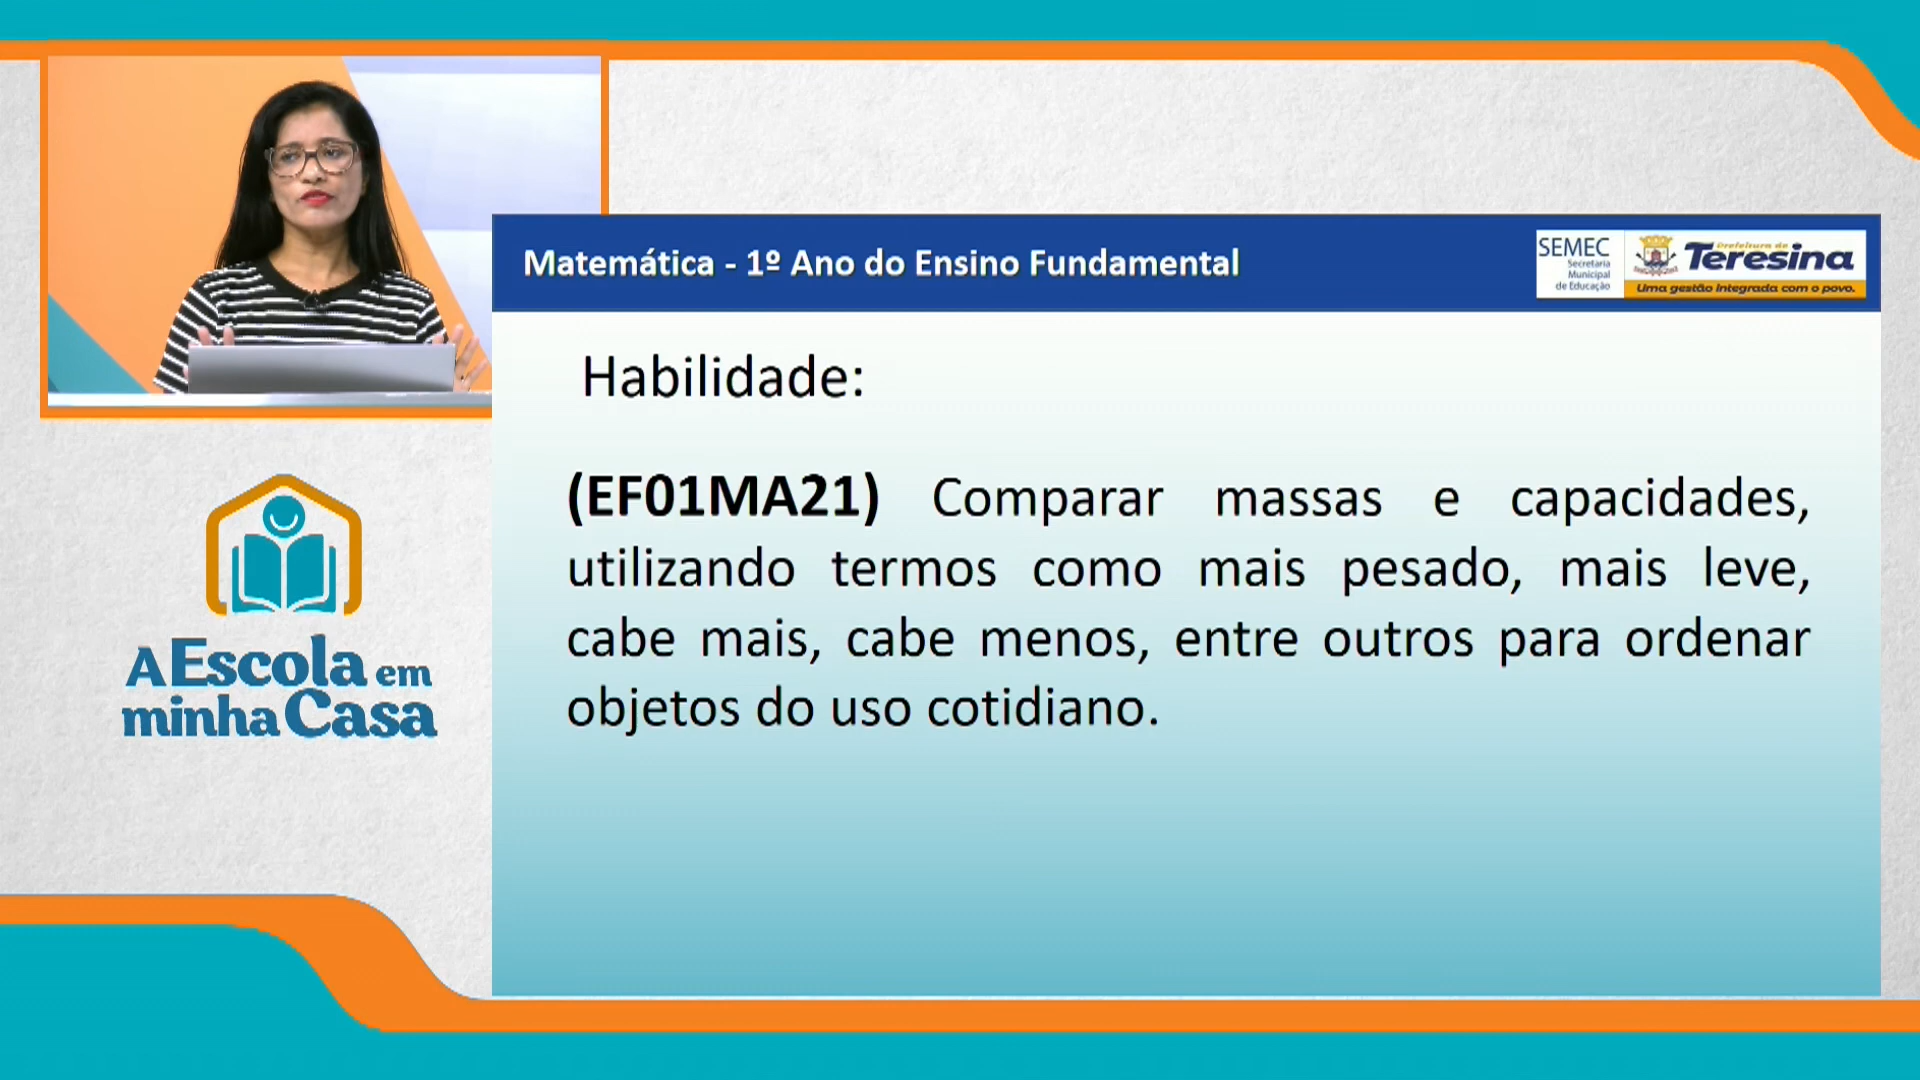 Matemática - 1º Ano do Ensino Fundamental
SEMEC
Secretaria
Municipal
de Educação
Prefeitura de
Teresina
Uma gestão integrada com o povo.
Habilidade:
(EF01MA21) Comparar massas e capacidades,
utilizando termos como mais pesado, mais leve,
cabe mais, cabe menos, entre outros para ordenar
objetos do uso cotidiano.
A Escola em
minha Casa